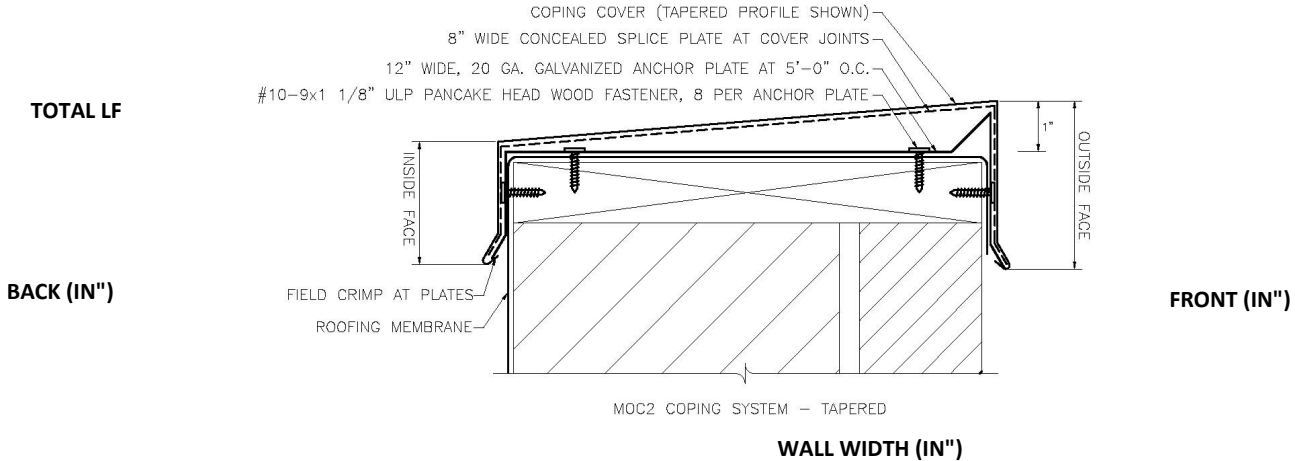 COPING COVER (TAPERED PROFILE SHOWN)
8" WIDE CONCEALED SPLICE PLATE AT COVER JOINTS
12" WIDE, 20 GA. GALVANIZED ANCHOR PLATE AT 5'-0" O.C.
#10-9x1 1/8" ULP PANCAKE HEAD WOOD FASTENER, 8 PER ANCHOR PLATE
TOTAL LF
1"
INSIDE FACE
OUTSIDE FACE
BACK (IN")
FIELD CRIMP AT PLATES
FRONT (IN")
ROOFING MEMBRANE
MOC2 COPING SYSTEM - TAPERED
WALL WIDTH (IN")